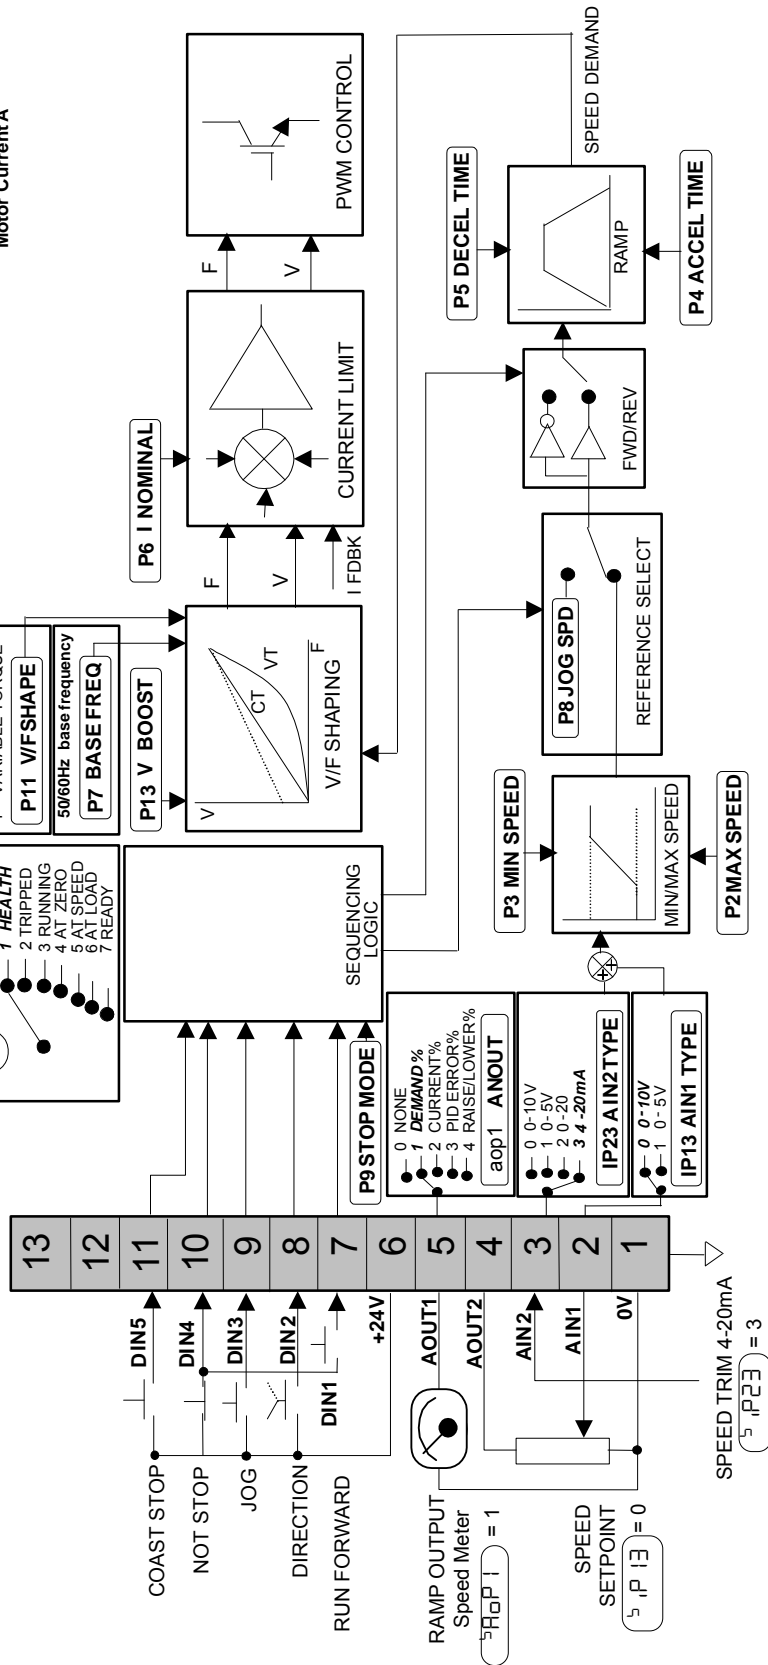 Motor Current A
PWM CONTROL
F
V
CURRENT LIMIT
P6 I NOMINAL
F
V
I FDBK
P11 V/FSHAPE
50/60Hz base frequency
P7 BASE FREQ
P13 V BOOST
V
CT
VT
F
V/F SHAPING
1 HEALTH
2 TRIPPED
3 RUNNING
4 AT ZERO
5 AT SPEED
6 AT LOAD
7 READY
SEQUENCING
LOGIC
P9 STOP MODE
SPEED DEMAND
P5 DECEL TIME
RAMP
P4 ACCEL TIME
FWD/REV
P8 JOG SPD
REFERENCE SELECT
P3 MIN SPEED
MIN/MAX SPEED
P2 MAX SPEED
0 NONE
1 DEMAND%
2 CURRENT%
3 PID ERROR%
4 RAISE/LOWER%
aop1 ANOUT
0 0-10V
1 0-5V
2 0-20
3 4-20mA
IP23 AIN2TYPE
0 0-10V
1 0-5V
IP13 AIN1 TYPE
13
12
11
10
9
8
7
6
5
4
3
2
1
DIN5
DIN4
DIN3
DIN2
DIN1
+24V
AOUT1
AOUT2
AIN2
AIN1
0V
COAST STOP
NOT STOP
JOG
DIRECTION
RUN FORWARD
RAMP OUTPUT
Speed Meter
SAoP1 = 1
SPEED
SETPOINT
S IP13 = 0
SPEED TRIM 4-20mA
S IP23 = 3